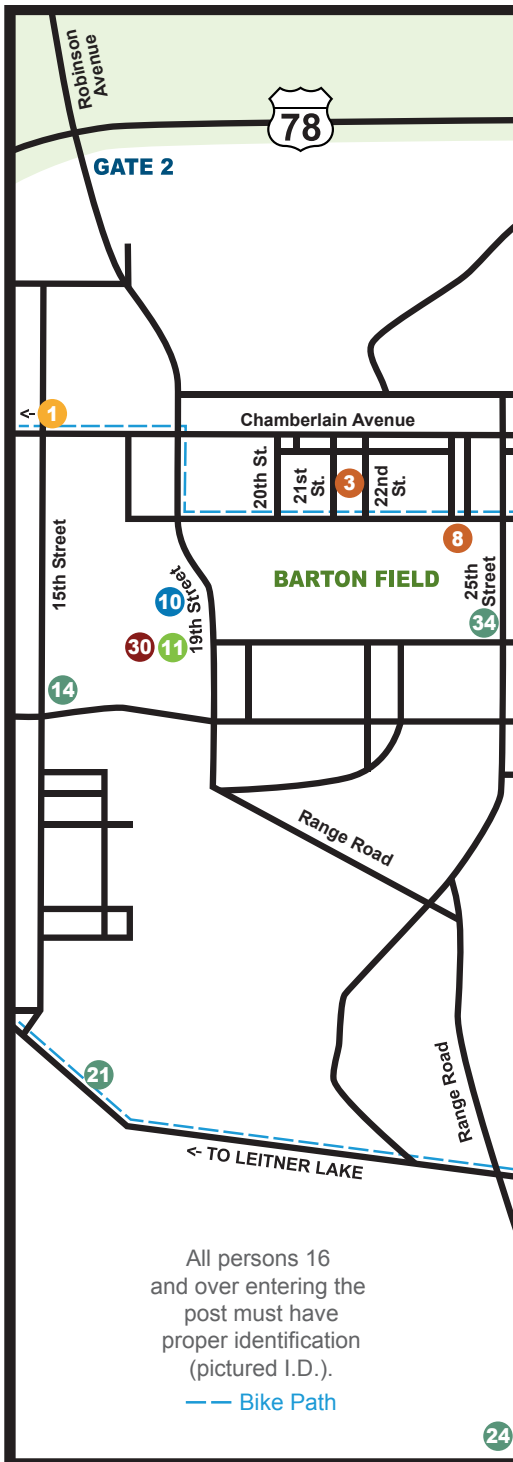 Robinson
Avenue
78
GATE 2
<- 1
Chamberlain Avenue
20th St.
21st
St.
3
22nd
St.
8
15th Street
BARTON FIELD
25th
Street
10
19th Street
34
30
11
14
Range Road
21
Range Road
<- TO LEITNER LAKE
All persons 16
and over entering the
post must have
proper identification
(pictured I.D.).
Bike Path
24